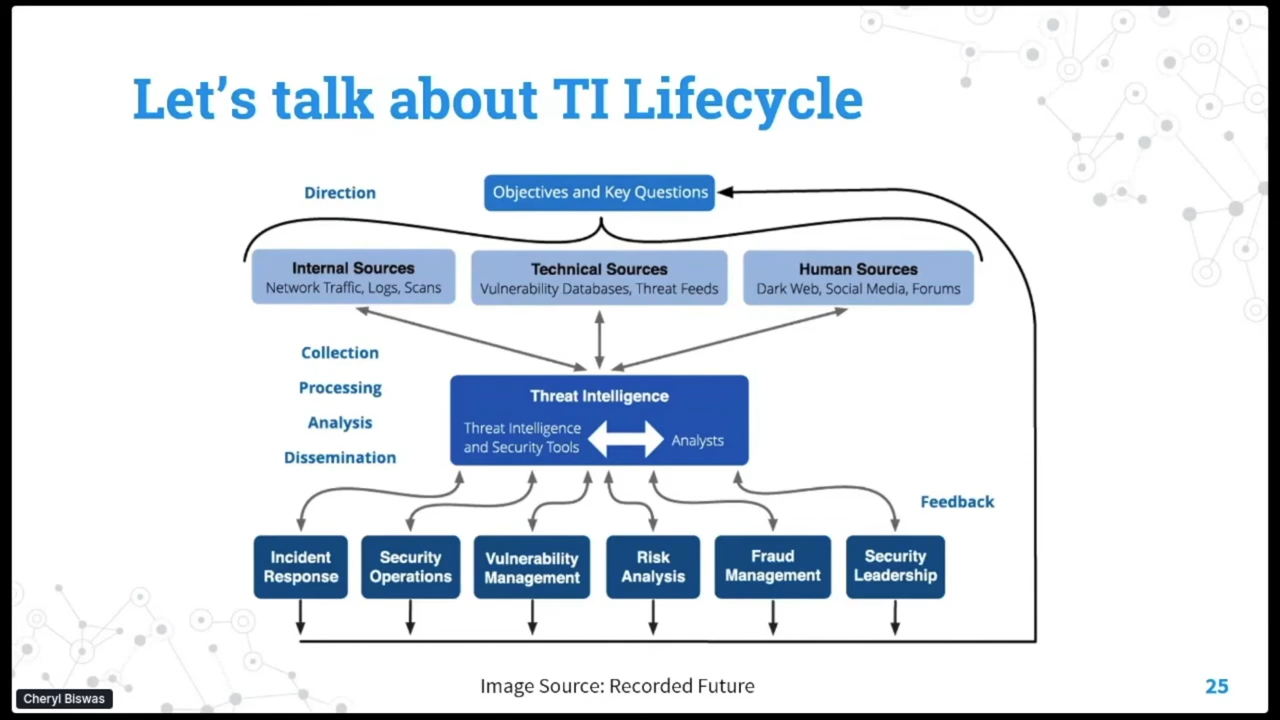 Let's talk about TI Lifecycle
Direction
Objectives and Key Questions
Internal Sources
Network Traffic, Logs, Scans
Technical Sources
Vulnerability Databases, Threat Feeds
Human Sources
Dark Web, Social Media, Forums
Collection
Processing
Analysis
Dissemination
Threat Intelligence
Threat Intelligence
and Security Tools
Analysts
Feedback
Incident
Response
Security
Operations
Vulnerability
Management
Risk
Analysis
Fraud
Management
Security
Leadership
Image Source: Recorded Future
25
Cheryl Biswas